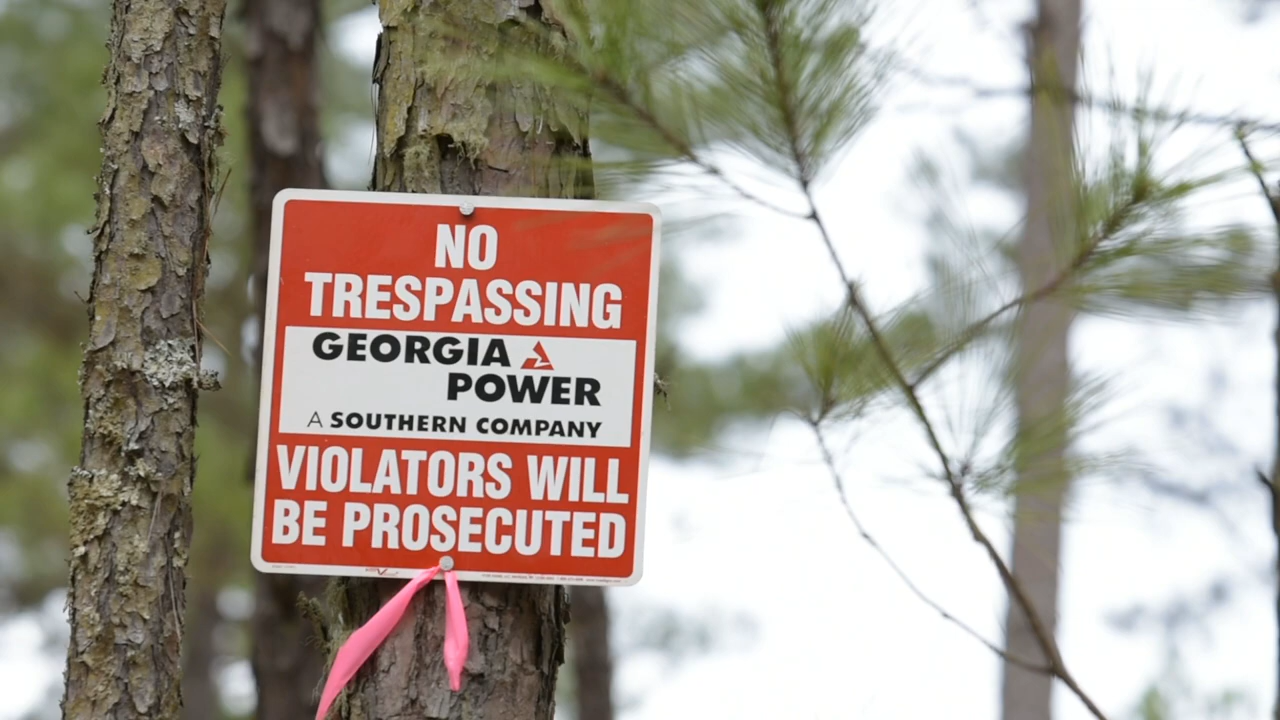 NO
TRESPASSING
GEORGIA
POWER
A SOUTHERN COMPANY
VIOLATORS WILL
BE PROSECUTED